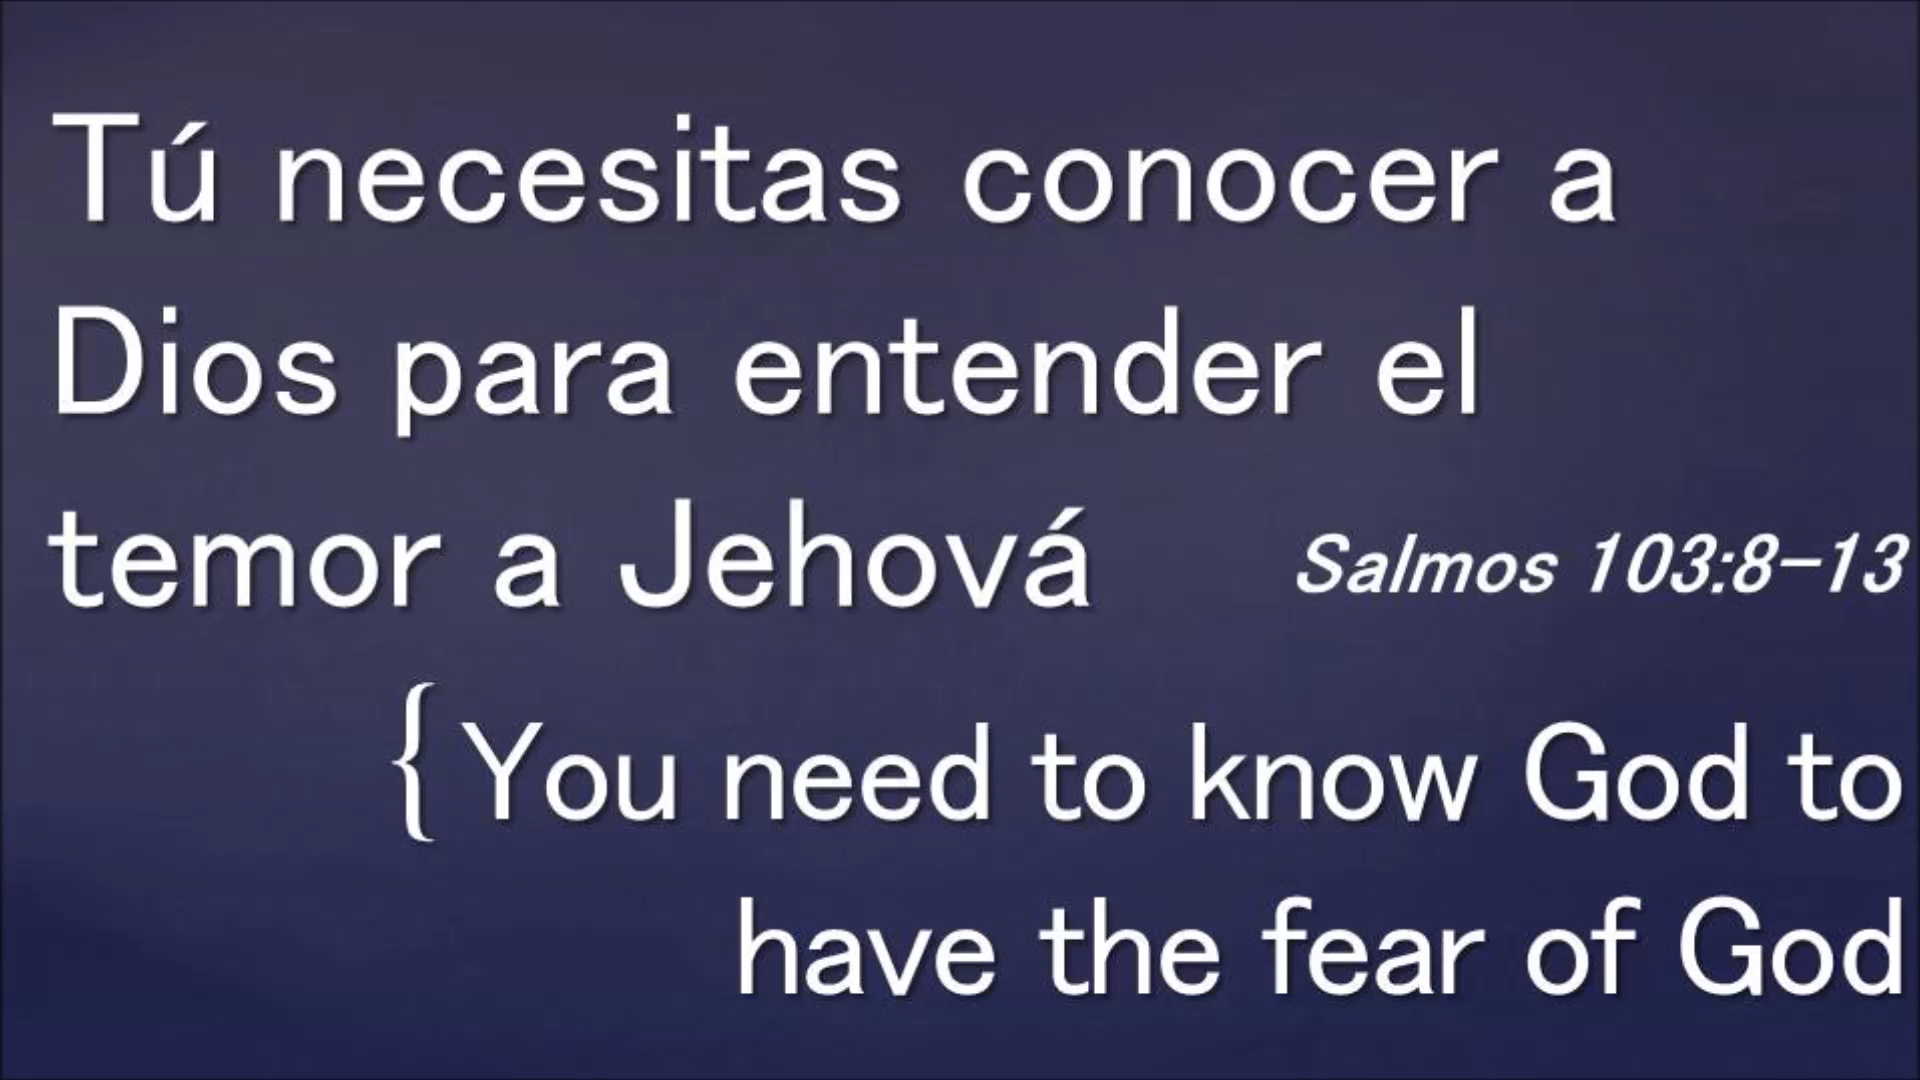 Tú necesitas conocer a
Dios para entender el
temor a Jehová Salmos 103:8-13
{ You need to know God to
have the fear of God